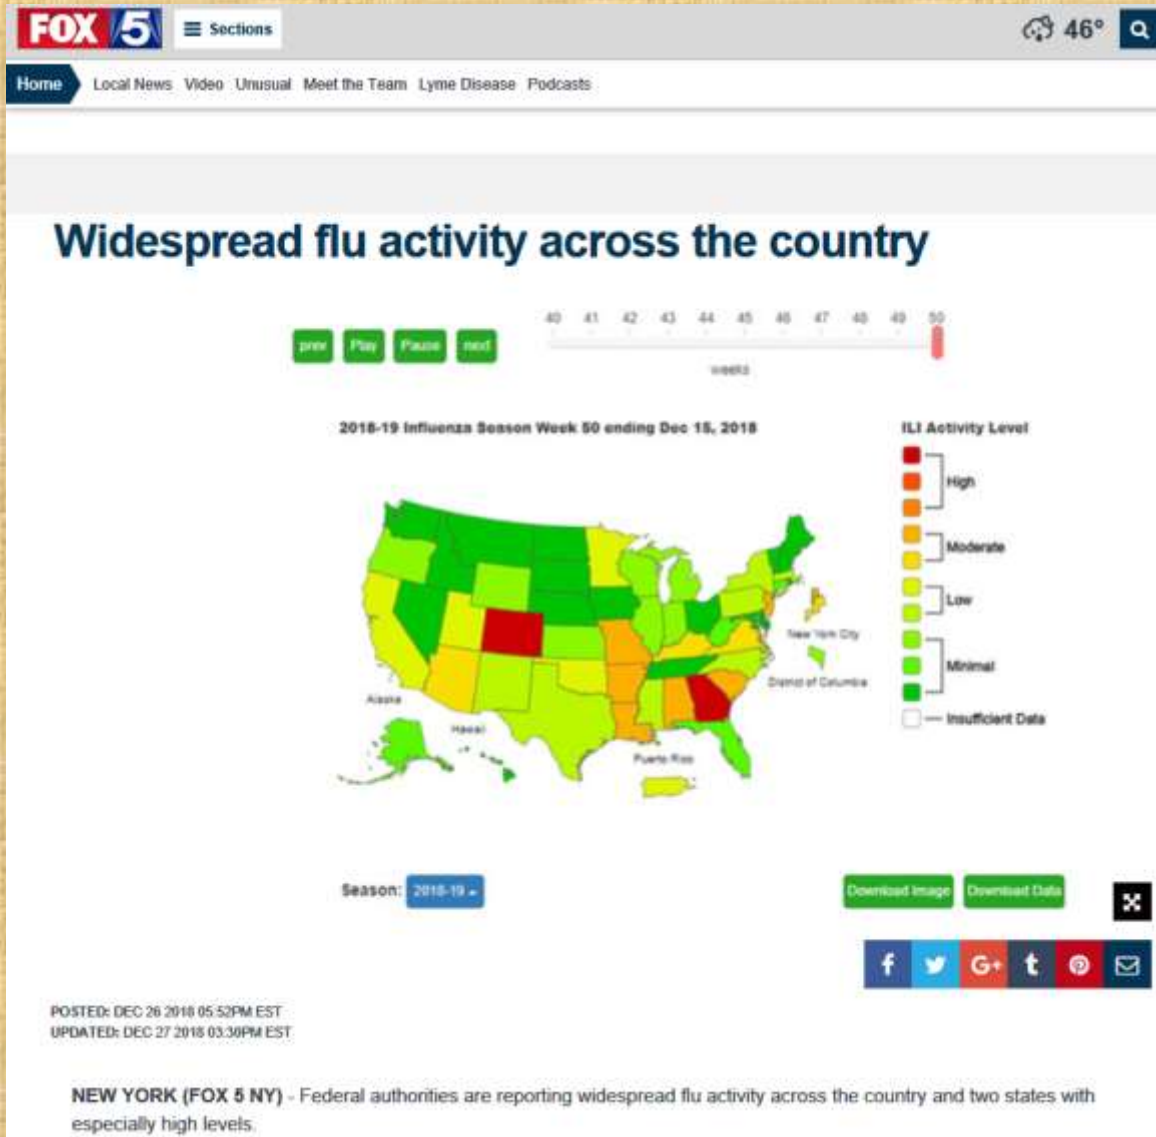 FOX 5
Sections
46°
Home Local News Video Unusual Meet the Team Lyme Disease Podcasts
Widespread flu activity across the country
prev Play Pause next
40 41 42 43 44 45 46 47 48 49 50
weeks
2018-19 Influenza Season Week 50 ending Dec 15, 2018
ILI Activity Level
High
Moderate
Low
Minimal
Insufficient Data
New York City
District of Columbia
Alaska
Hawaii
Puerto Rico
Season: 2018-19
Download Image Download Data
f G+ t
POSTED: DEC 26 2018 05:52PM EST
UPDATED: DEC 27 2018 03:30PM EST
NEW YORK (FOX 5 NY) - Federal authorities are reporting widespread flu activity across the country and two states with
especially high levels.